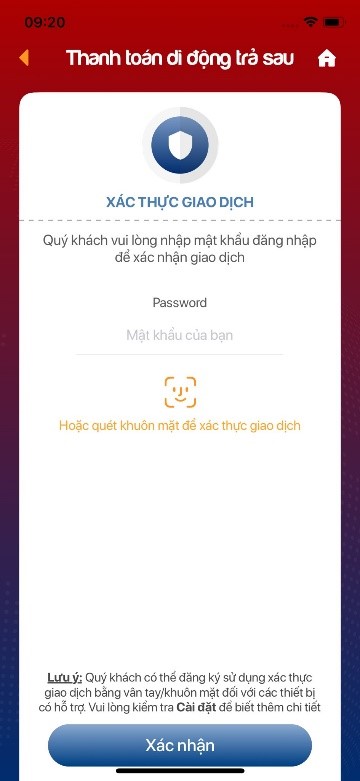 09:20
Thanh toán di động trả sau
XÁC THỰC GIAO DỊCH
Quý khách vui lòng nhập mật khẩu đăng nhập
để xác nhận giao dịch
Password
Mật khẩu của bạn
Hoặc quét khuôn mặt để xác thực giao dịch
Lưu ý: Quý khách có thể đăng ký sử dụng xác thực
giao dịch bằng vân tay/khuôn mặt đối với các thiết bị
có hỗ trợ. Vui lòng kiểm tra Cài đặt để biết thêm chi tiết
Xác nhận